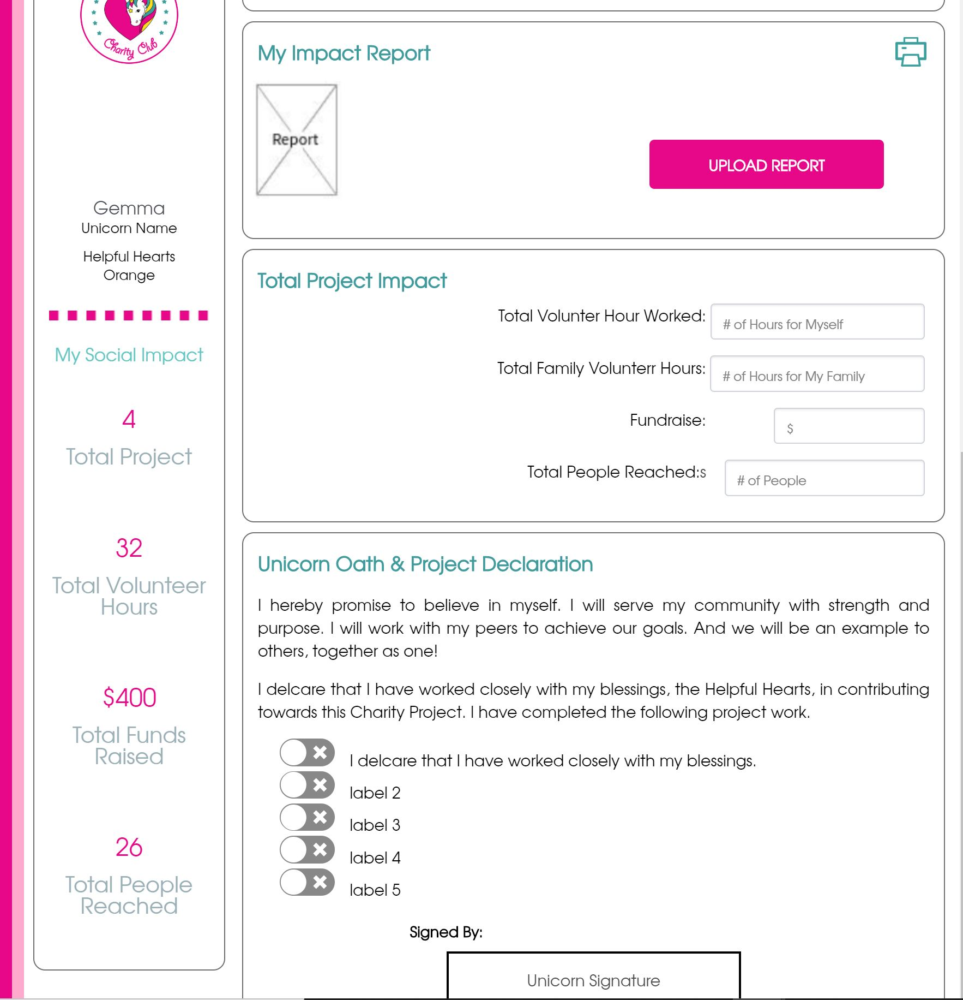 Charity Club
Gemma
Unicorn Name
Helpful Hearts
Orange
My Social Impact
4
Total Project
32
Total Volunteer
Hours
$400
Total Funds
Raised
26
Total People
Reached
My Impact Report
Report
UPLOAD REPORT
Total Project Impact
Total Volunter Hour Worked: # of Hours for Myself
Total Family Volunterr Hours: # of Hours for My Family
Fundraise: $
Total People Reached:s # of People
Unicorn Oath & Project Declaration
I hereby promise to believe in myself. I will serve my community with strength and
purpose. I will work with my peers to achieve our goals. And we will be an example to
others, together as one!
I delcare that I have worked closely with my blessings, the Helpful Hearts, in contributing
towards this Charity Project. I have completed the following project work.
I delcare that I have worked closely with my blessings.
label 2
label 3
label 4
label 5
Signed By:
Unicorn Signature